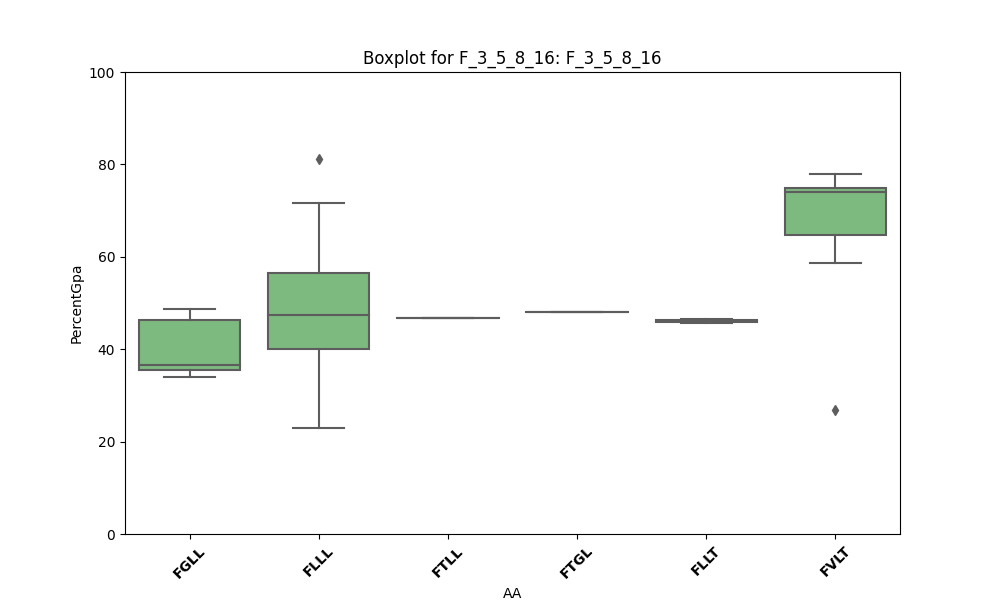 Boxplot for F_3_5_8_16: F_3_5_8_16
100
80
60
40
20
0
PercentGpa
FGLL
FLLL
FTLL
FTGL
FLLT
FVLT
AA